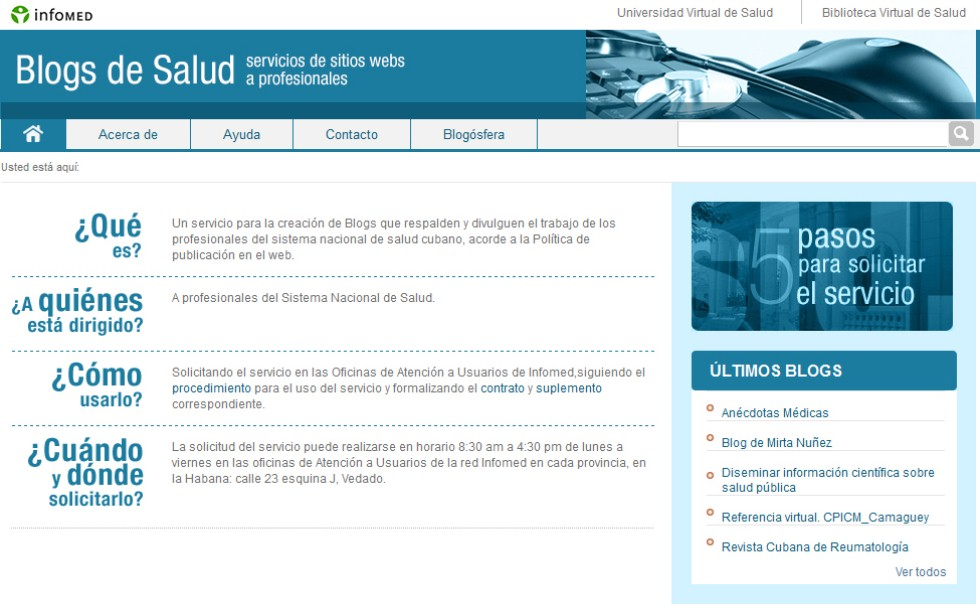 infomed
Universidad Virtual de Salud
Biblioteca Virtual de Salud
Blogs de Salud
servicios de sitios webs
a profesionales
Acerca de
Ayuda
Contacto
Blogósfera
Usted está aquí:
¿Qué
es?
Un servicio para la creación de Blogs que respalden y divulguen el trabajo de los
profesionales del sistema nacional de salud cubano, acorde a la Política de
publicación en el web.
¿A quiénes
está dirigido?
A profesionales del Sistema Nacional de Salud.
¿Cómo
usarlo?
Solicitando el servicio en las Oficinas de Atención a Usuarios de Infomed,siguiendo el
procedimiento para el uso del servicio y formalizando el contrato y suplemento
correspondiente.
¿Cuándo
y dónde
solicitarlo?
La solicitud del servicio puede realizarse en horario 8:30 am a 4:30 pm de lunes a
viernes en las oficinas de Atención a Usuarios de la red Infomed en cada provincia, en
la Habana: calle 23 esquina J, Vedado.
5 pasos
para solicitar
el servicio
ÚLTIMOS BLOGS
Anécdotas Médicas
Blog de Mirta Nuñez
Diseminar información científica sobre
salud pública
Referencia virtual. CPICM_Camaguey
Revista Cubana de Reumatología
Ver todos